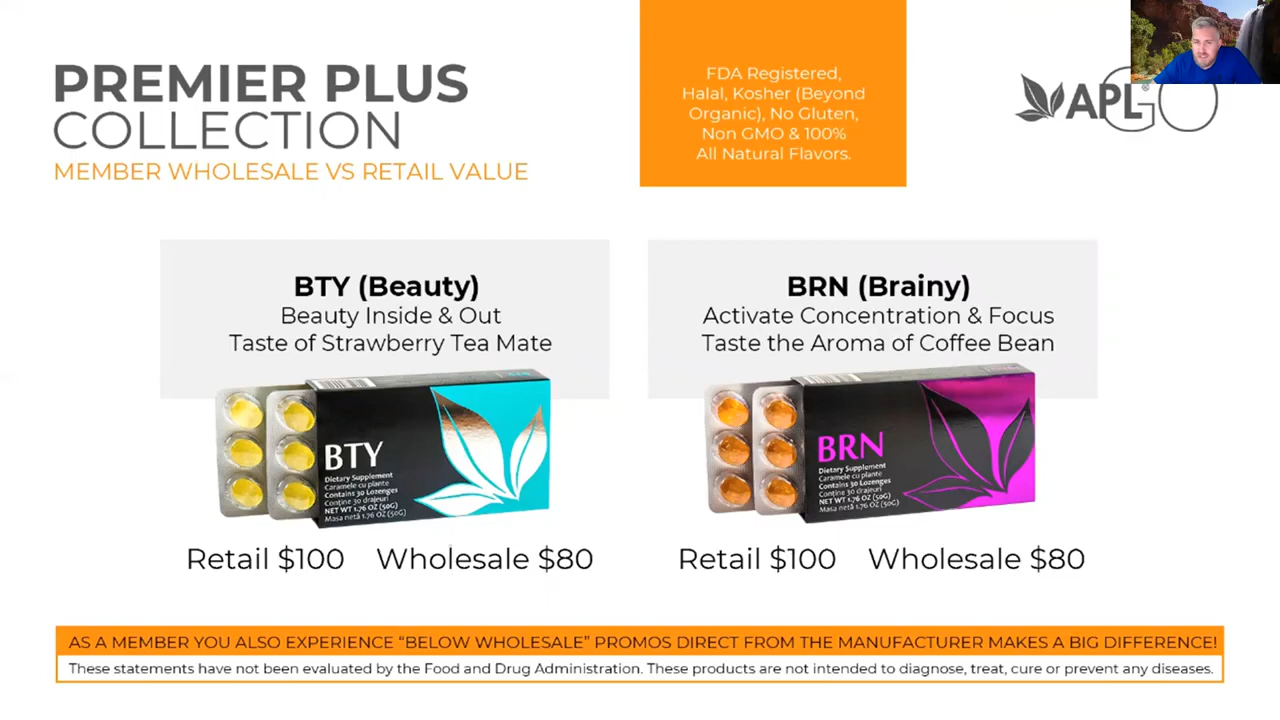 PREMIER PLUS
COLLECTION
MEMBER WHOLESALE VS RETAIL VALUE
FDA Registered,
Halal, Kosher (Beyond
Organic), No Gluten,
Non GMO & 100%
All Natural Flavors.
APLGO
BTY (Beauty)
Beauty Inside & Out
Taste of Strawberry Tea Mate
BTY
Dietary Supplement
Caramele cu plante
Contains 30 Lozenges
Conține 30 drajeuri
NET WT 1.76 OZ (50G)
Masa netă 1.76 OZ (50G)
Retail $100 Wholesale $80
BRN (Brainy)
Activate Concentration & Focus
Taste the Aroma of Coffee Bean
BRN
Dietary Supplement
Caramele cu plante
Contains 30 Lozenges
Conține 30 drajeuri
NET WT 1.76 OZ (50G)
Masa netă 1.76 OZ (50G)
Retail $100 Wholesale $80
AS A MEMBER YOU ALSO EXPERIENCE “BELOW WHOLESALE” PROMOS DIRECT FROM THE MANUFACTURER MAKES A BIG DIFFERENCE!
These statements have not been evaluated by the Food and Drug Administration. These products are not intended to diagnose, treat, cure or prevent any diseases.